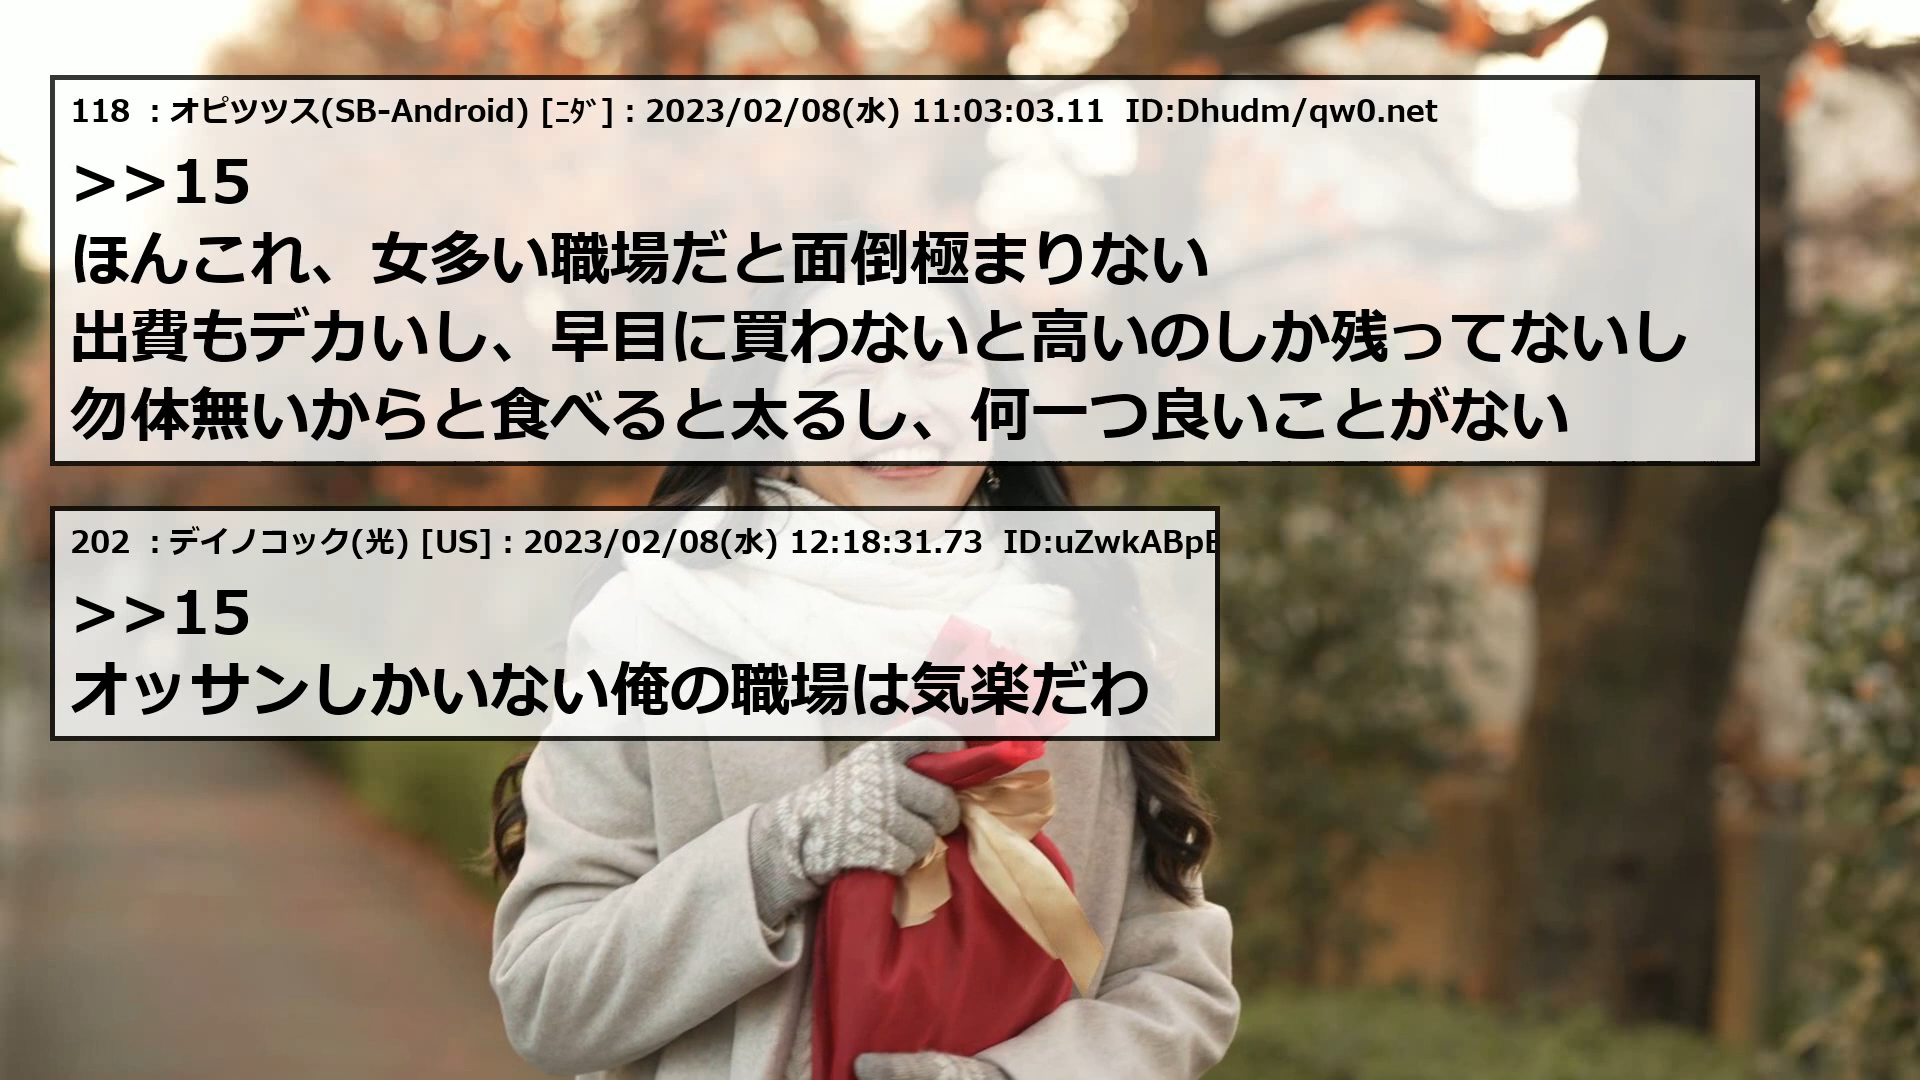 118 ：オピツツス(SB-Android) [ﾆﾀﾞ]：2023/02/08(水) 11:03:03.11 ID:Dhudm/qw0.net
>>15
ほんこれ、女多い職場だと面倒極まりない
出費もデカいし、早目に買わないと高いのしか残ってないし
勿体無いからと食べると太るし、何一つ良いことがない
202 ：デイノコック(光) [US]：2023/02/08(水) 12:18:31.73 ID:uZwkABpE
>>15
オッサンしかいない俺の職場は気楽だわ